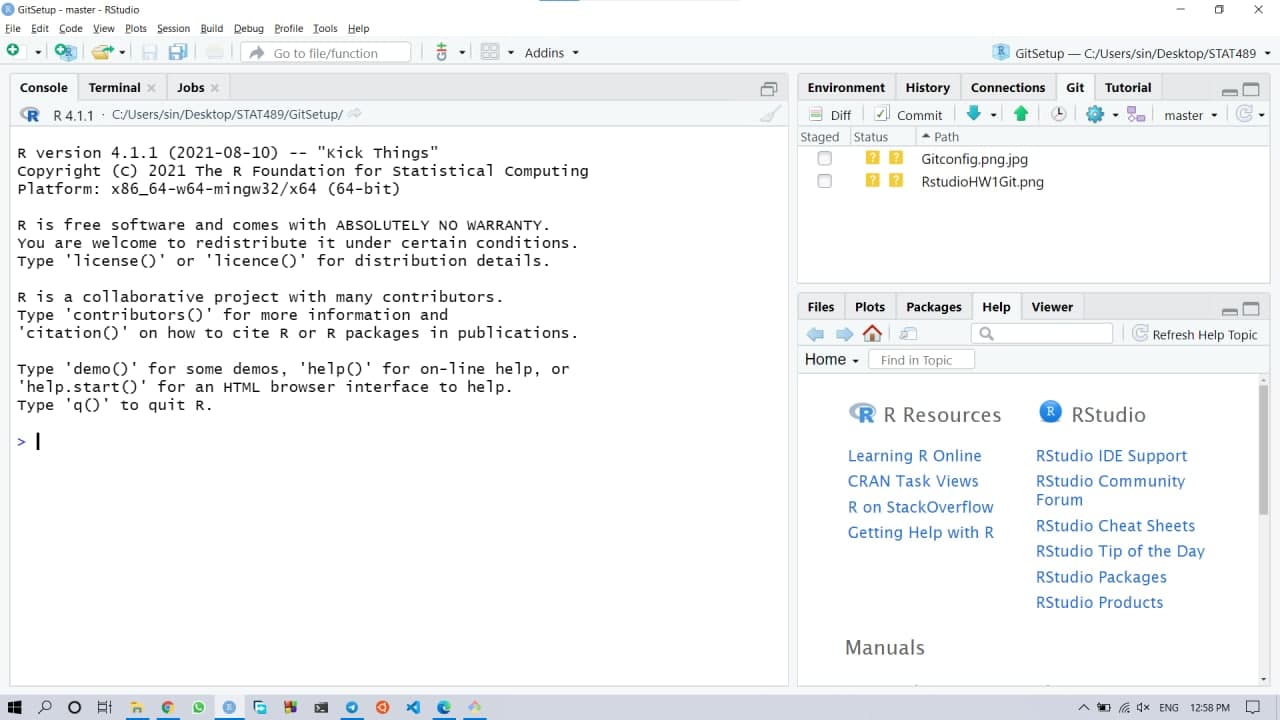 GitSetup - master - RStudio
File Edit Code View Plots Session Build Debug Profile Tools Help
Go to file/function Addins GitSetup — C:/Users/sin/Desktop/STAT489
Console Terminal Jobs
R 4.1.1 · C:/Users/sin/Desktop/STAT489/GitSetup/
R version 4.1.1 (2021-08-10) -- "Kick Things"
Copyright (C) 2021 The R Foundation for Statistical Computing
Platform: x86_64-w64-mingw32/x64 (64-bit)
R is free software and comes with ABSOLUTELY NO WARRANTY.
You are welcome to redistribute it under certain conditions.
Type 'license()' or 'licence()' for distribution details.
R is a collaborative project with many contributors.
Type 'contributors()' for more information and
'citation()' on how to cite R or R packages in publications.
Type 'demo()' for some demos, 'help()' for on-line help, or
'help.start()' for an HTML browser interface to help.
Type 'q()' to quit R.
>
Environment History Connections Git Tutorial
Diff Commit master
Staged Status Path
? ? Gitconfig.png.jpg
? ? RstudioHW1Git.png
Files Plots Packages Help Viewer
Refresh Help Topic
Home Find in Topic
R Resources
Learning R Online
CRAN Task Views
R on StackOverflow
Getting Help with R
R RStudio
RStudio IDE Support
RStudio Community
Forum
RStudio Cheat Sheets
RStudio Tip of the Day
RStudio Packages
RStudio Products
Manuals
ENG 12:58 PM